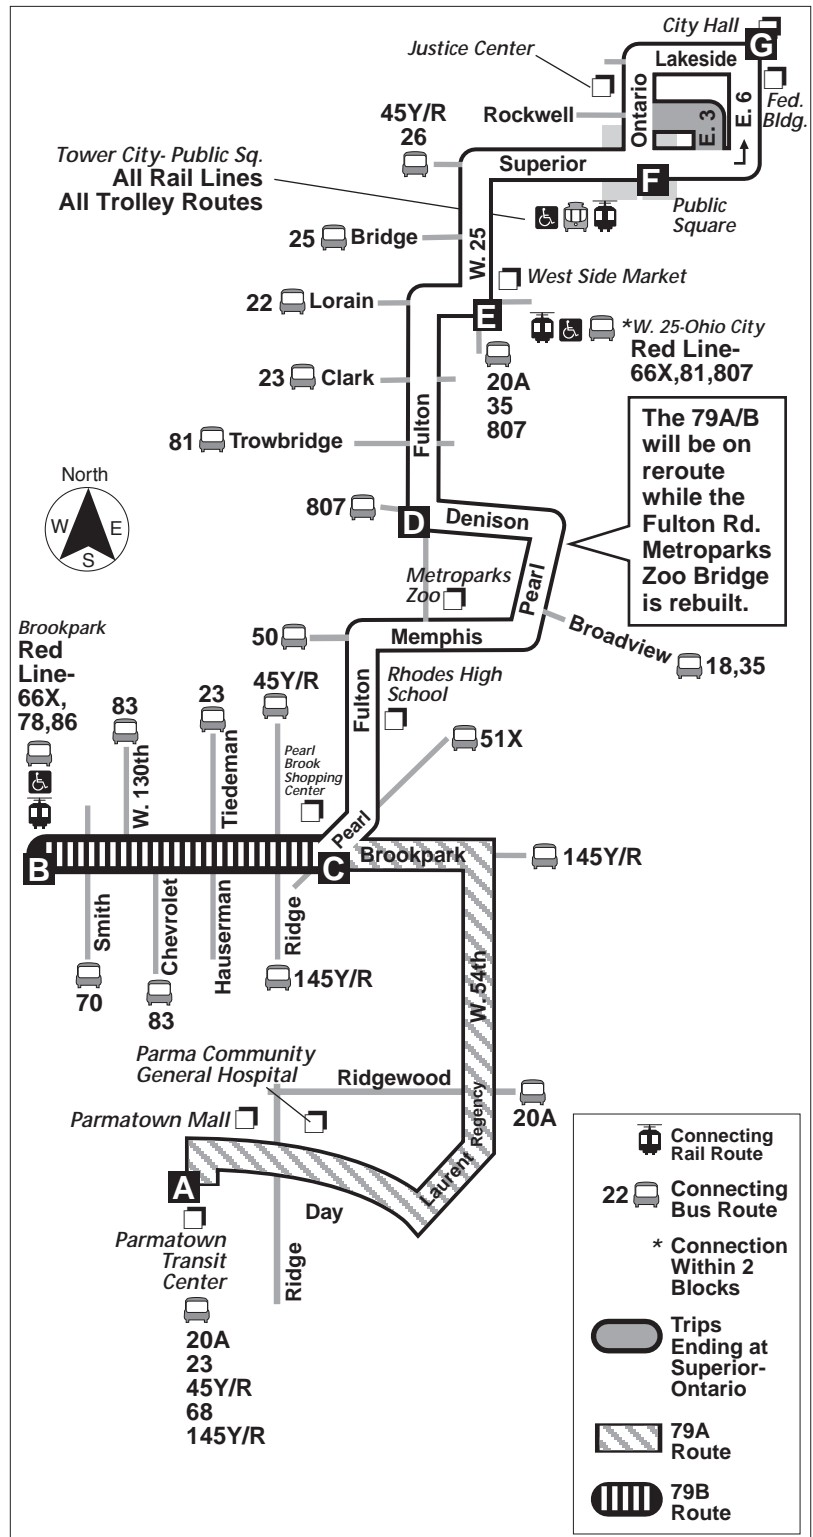 City Hall
G
Justice Center
Lakeside
Ontario
E. 3
E. 6
Fed.
Bldg.
Rockwell
45Y/R
26
Tower City- Public Sq.
All Rail Lines
All Trolley Routes
Superior
F
Public
Square
25 Bridge
W. 25
West Side Market
22 Lorain
E
*W. 25-Ohio City
Red Line-
66X,81,807
20A
35
807
23 Clark
Fulton
81 Trowbridge
The 79A/B
will be on
reroute
while the
Fulton Rd.
Metroparks
Zoo Bridge
is rebuilt.
North
W E
S
807
D
Denison
Pearl
Metroparks
Zoo
50
Memphis
Broadview
18,35
Brookpark
Red
Line-
66X,
78,86
83
W. 130th
23
Tiedeman
45Y/R
Fulton
Rhodes High
School
51X
Pearl
Brook
Shopping
Center
Pearl
B
C
Brookpark
145Y/R
Smith
70
Chevrolet
83
Hauserman
Ridge
145Y/R
W. 54th
Parma Community
General Hospital
Ridgewood
20A
Regency
Parmatown Mall
Laurent
A
Day
Ridge
Parmatown
Transit
Center
20A
23
45Y/R
68
145Y/R
Connecting
Rail Route
22 Connecting
Bus Route
* Connection
Within 2
Blocks
Trips
Ending at
Superior-
Ontario
79A
Route
79B
Route